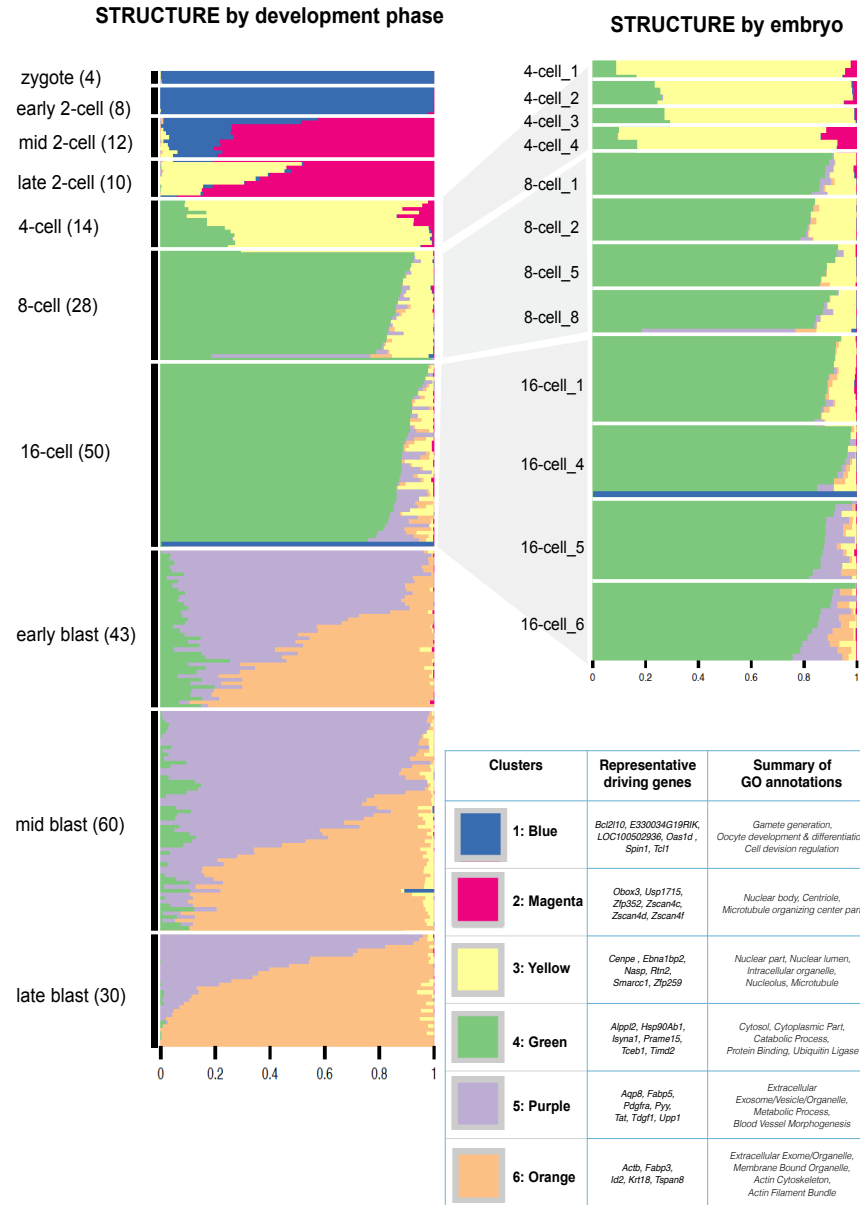 STRUCTURE by development phase
zygote (4)
early 2-cell (8)
mid 2-cell (12)
late 2-cell (10)
4-cell (14)
8-cell (28)
16-cell (50)
early blast (43)
mid blast (60)
late blast (30)
0 0.2 0.4 0.6 0.8 1
STRUCTURE by embryo
4-cell_1
4-cell_2
4-cell_3
4-cell_4
8-cell_1
8-cell_2
8-cell_5
8-cell_8
16-cell_1
16-cell_4
16-cell_5
16-cell_6
0 0.2 0.4 0.6 0.8 1
Clusters
Representative
driving genes
Summary of
GO annotations
1: Blue
Bcl2l10, E330034G19RIK,
LOC100502936, Oas1d ,
Spin1, Tcl1
Gamete generation,
Oocyte development & differentiatio
Cell devision regulation
2: Magenta
Obox3, Usp1715,
Zfp352, Zscan4c,
Zscan4d, Zscan4f
Nuclear body, Centriole,
Microtubule organizing center part
3: Yellow
Cenpe , Ebna1bp2,
Nasp, Rtn2,
Smarcc1, Zfp259
Nuclear part, Nuclear lumen,
Intracellular organelle,
Nucleolus, Microtubule
4: Green
Alppl2, Hsp90Ab1,
Isyna1, Prame15,
Tceb1, Timd2
Cytosol, Cytoplasmic Part,
Catabolic Process,
Protein Binding, Ubiquitin Ligase
5: Purple
Aqp8, Fabp5,
Pdgfra, Pyy,
Tat, Tdgf1, Upp1
Extracellular
Exosome/Vesicle/Organelle,
Metabolic Process,
Blood Vessel Morphogenesis
6: Orange
Actb, Fabp3,
Id2, Krt18, Tspan8
Extracellular Exome/Organelle,
Membrane Bound Organelle,
Actin Cytoskeleton,
Actin Filament Bundle